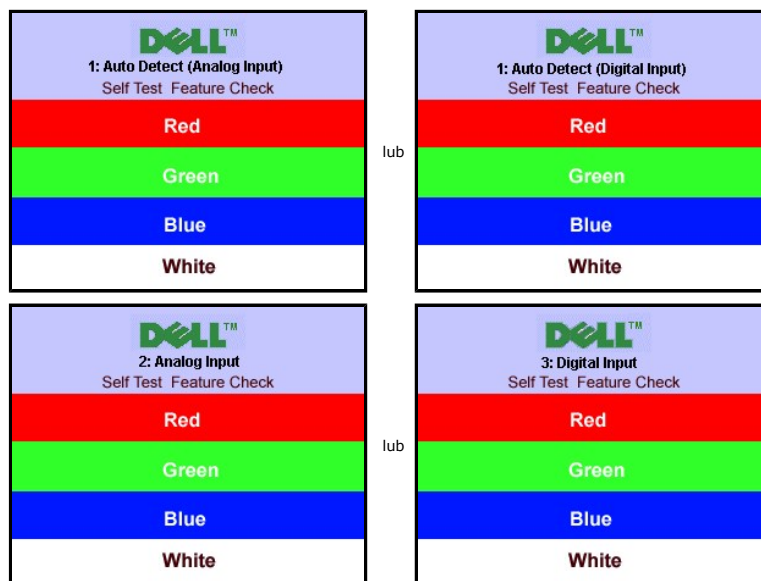 DELL™
1: Auto Detect (Analog Input)
Self Test Feature Check
Red
Green
Blue
White
lub
DELL™
1: Auto Detect (Digital Input)
Self Test Feature Check
Red
Green
Blue
White
DELL™
2: Analog Input
Self Test Feature Check
Red
Green
Blue
White
lub
DELL™
3: Digital Input
Self Test Feature Check
Red
Green
Blue
White